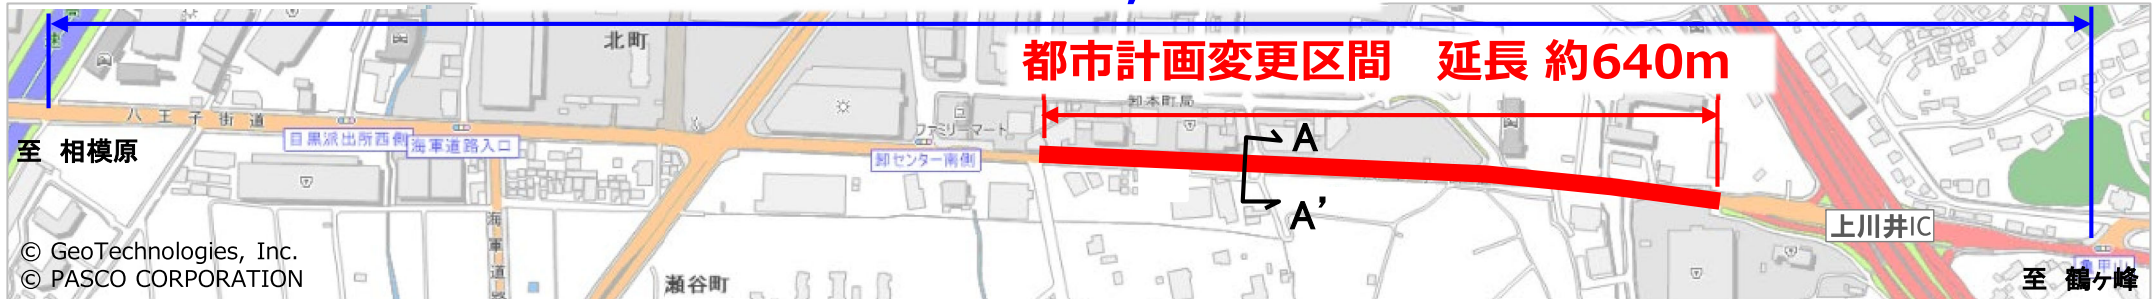 北町
都市計画変更区間　延長 約640m
卸本町局
八王子街道
ファミリーマート
A
至 相模原
目黒派出所西側
海軍道路入口
卸センター南側
A'
海軍道路
上川井IC
© GeoTechnologies, Inc.
© PASCO CORPORATION
瀬谷町
亀甲山
至 鶴ヶ峰